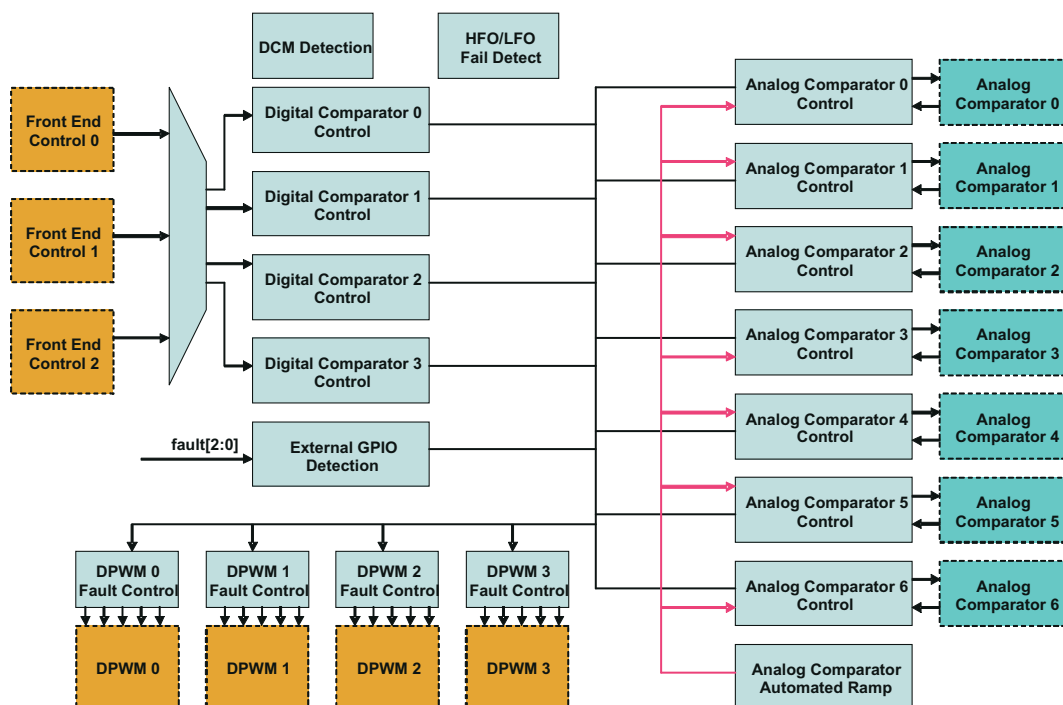 DCM Detection
HFO/LFO
Fail Detect
Front End
Control 0
Front End
Control 1
Front End
Control 2
Digital Comparator 0
Control
Digital Comparator 1
Control
Digital Comparator 2
Control
Digital Comparator 3
Control
fault[2:0]
External GPIO
Detection
Analog Comparator 0
Control
Analog
Comparator 0
Analog Comparator 1
Control
Analog
Comparator 1
Analog Comparator 2
Control
Analog
Comparator 2
Analog Comparator 3
Control
Analog
Comparator 3
Analog Comparator 4
Control
Analog
Comparator 4
Analog Comparator 5
Control
Analog
Comparator 5
Analog Comparator 6
Control
Analog
Comparator 6
Analog Comparator
Automated Ramp
DPWM 0
Fault Control
DPWM 1
Fault Control
DPWM 2
Fault Control
DPWM 3
Fault Control
DPWM 0
DPWM 1
DPWM 2
DPWM 3